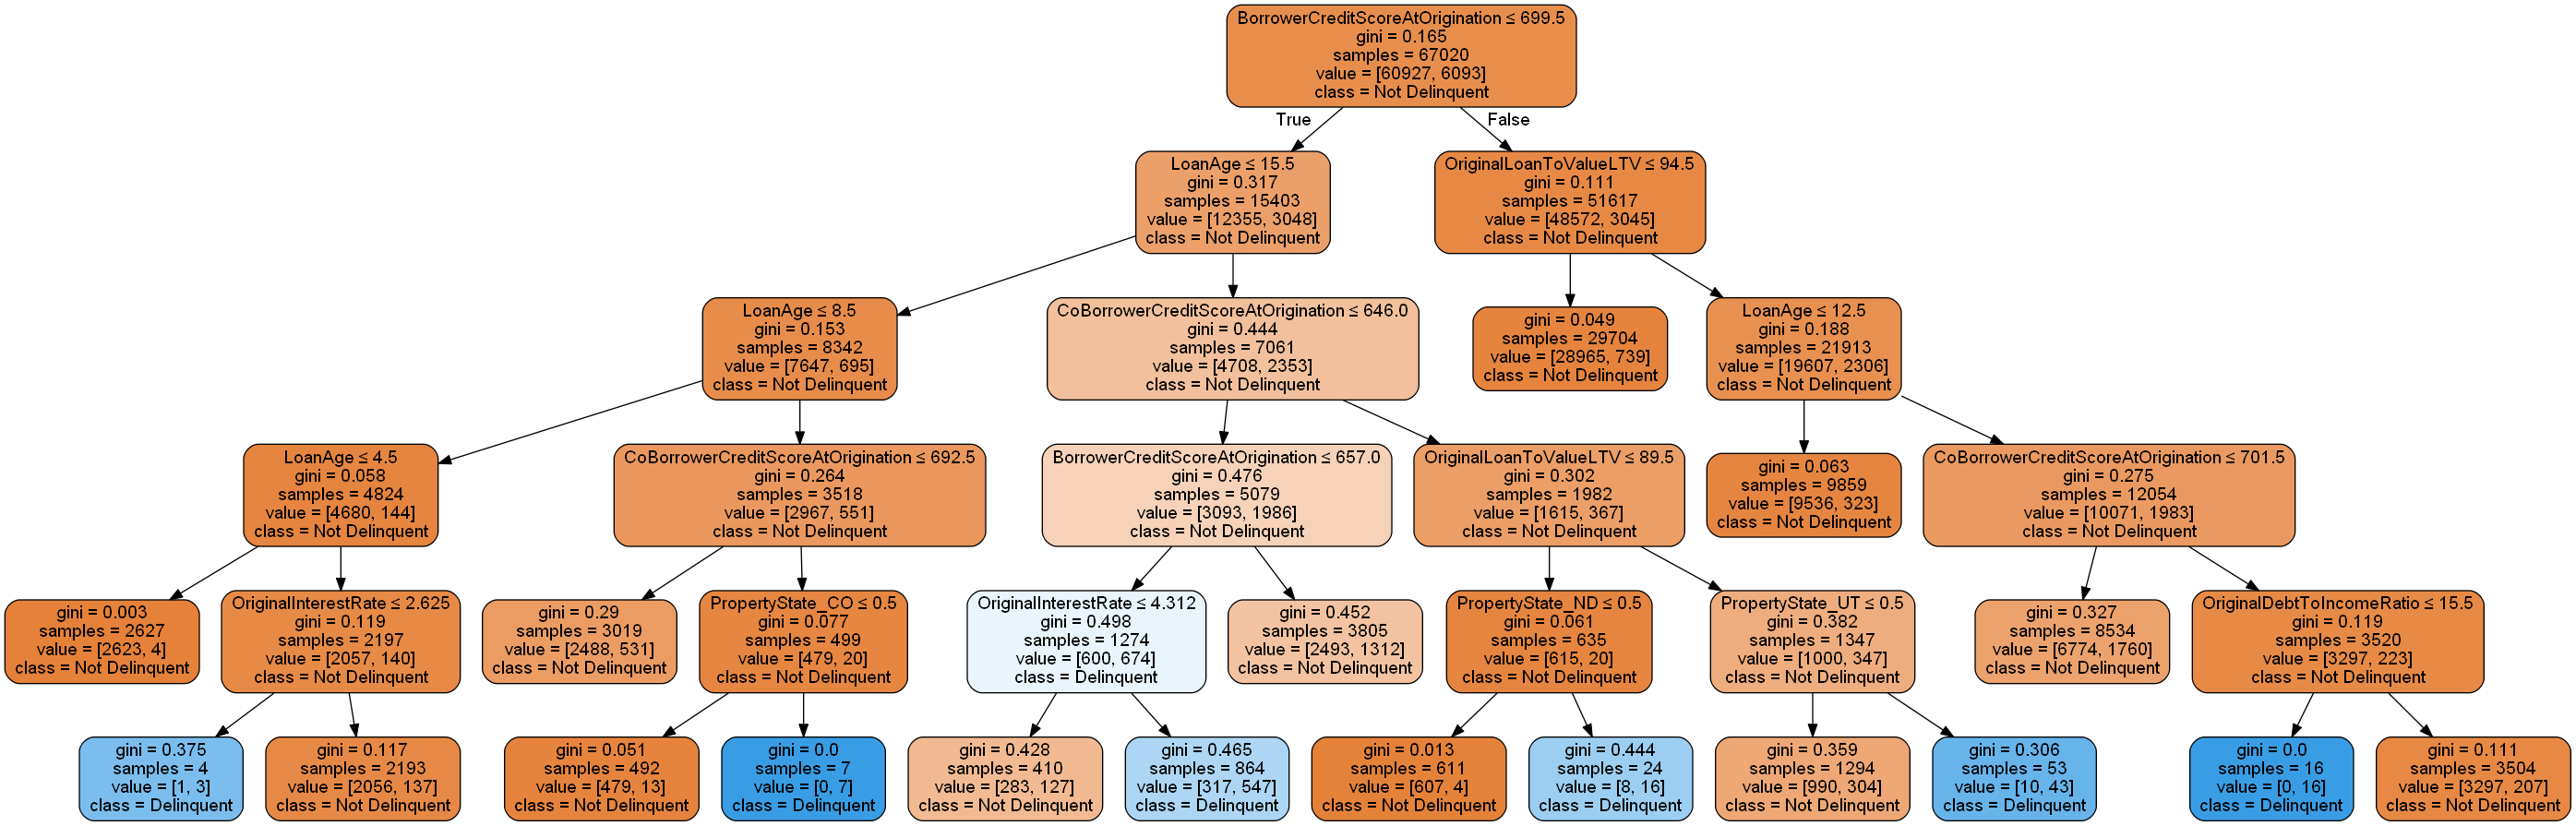 BorrowerCreditScoreAtOrigination ≤ 699.5
gini = 0.165
samples = 67020
value = [60927, 6093]
class = Not Delinquent
True
False
LoanAge ≤ 15.5
gini = 0.317
samples = 15403
value = [12355, 3048]
class = Not Delinquent
OriginalLoanToValueLTV ≤ 94.5
gini = 0.111
samples = 51617
value = [48572, 3045]
class = Not Delinquent
LoanAge ≤ 8.5
gini = 0.153
samples = 8342
value = [7647, 695]
class = Not Delinquent
CoBorrowerCreditScoreAtOrigination ≤ 646.0
gini = 0.444
samples = 7061
value = [4708, 2353]
class = Not Delinquent
gini = 0.049
samples = 29704
value = [28965, 739]
class = Not Delinquent
LoanAge ≤ 12.5
gini = 0.188
samples = 21913
value = [19607, 2306]
class = Not Delinquent
LoanAge ≤ 4.5
gini = 0.058
samples = 4824
value = [4680, 144]
class = Not Delinquent
CoBorrowerCreditScoreAtOrigination ≤ 692.5
gini = 0.264
samples = 3518
value = [2967, 551]
class = Not Delinquent
BorrowerCreditScoreAtOrigination ≤ 657.0
gini = 0.476
samples = 5079
value = [3093, 1986]
class = Not Delinquent
OriginalLoanToValueLTV ≤ 89.5
gini = 0.302
samples = 1982
value = [1615, 367]
class = Not Delinquent
gini = 0.063
samples = 9859
value = [9536, 323]
class = Not Delinquent
CoBorrowerCreditScoreAtOrigination ≤ 701.5
gini = 0.275
samples = 12054
value = [10071, 1983]
class = Not Delinquent
gini = 0.003
samples = 2627
value = [2623, 4]
class = Not Delinquent
OriginalInterestRate ≤ 2.625
gini = 0.119
samples = 2197
value = [2057, 140]
class = Not Delinquent
gini = 0.29
samples = 3019
value = [2488, 531]
class = Not Delinquent
PropertyState_CO ≤ 0.5
gini = 0.077
samples = 499
value = [479, 20]
class = Not Delinquent
OriginalInterestRate ≤ 4.312
gini = 0.498
samples = 1274
value = [600, 674]
class = Delinquent
gini = 0.452
samples = 3805
value = [2493, 1312]
class = Not Delinquent
PropertyState_ND ≤ 0.5
gini = 0.061
samples = 635
value = [615, 20]
class = Not Delinquent
PropertyState_UT ≤ 0.5
gini = 0.382
samples = 1347
value = [1000, 347]
class = Not Delinquent
gini = 0.327
samples = 8534
value = [6774, 1760]
class = Not Delinquent
OriginalDebtToIncomeRatio ≤ 15.5
gini = 0.119
samples = 3520
value = [3297, 223]
class = Not Delinquent
gini = 0.375
samples = 4
value = [1, 3]
class = Delinquent
gini = 0.117
samples = 2193
value = [2056, 137]
class = Not Delinquent
gini = 0.051
samples = 492
value = [479, 13]
class = Not Delinquent
gini = 0.0
samples = 7
value = [0, 7]
class = Delinquent
gini = 0.428
samples = 410
value = [283, 127]
class = Not Delinquent
gini = 0.465
samples = 864
value = [317, 547]
class = Delinquent
gini = 0.013
samples = 611
value = [607, 4]
class = Not Delinquent
gini = 0.444
samples = 24
value = [8, 16]
class = Delinquent
gini = 0.359
samples = 1294
value = [990, 304]
class = Not Delinquent
gini = 0.306
samples = 53
value = [10, 43]
class = Delinquent
gini = 0.0
samples = 16
value = [0, 16]
class = Delinquent
gini = 0.111
samples = 3504
value = [3297, 207]
class = Not Delinquent